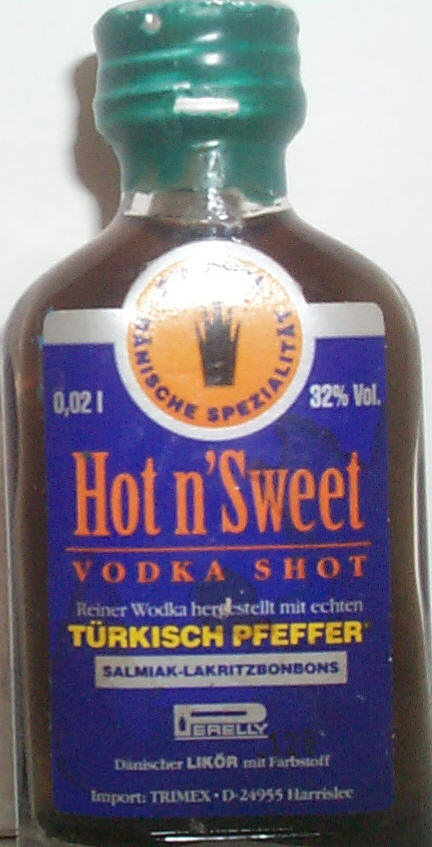 DÄNISCHE SPEZIALITÄT
0,02 l 32% Vol.
Hot n'Sweet
VODKA SHOT
Reiner Wodka hergestellt mit echten
TÜRKISCH PFEFFER
SALMIAK-LAKRITZBONBONS
PERELLY
Dänischer LIKÖR mit Farbstoff
Import: TRIMEX • D-24955 Harrislee